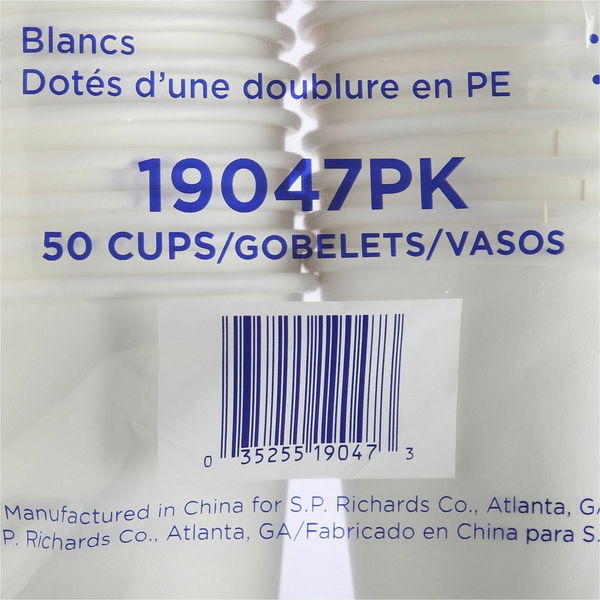 Blancs
Dotés d'une doublure en PE
19047PK
50 CUPS/GOBELETS/VASOS
0 35255 19047 3
Manufactured in China for S.P. Richards Co., Atlanta,
P. Richards Co., Atlanta, GA/Fabricado en China para S.